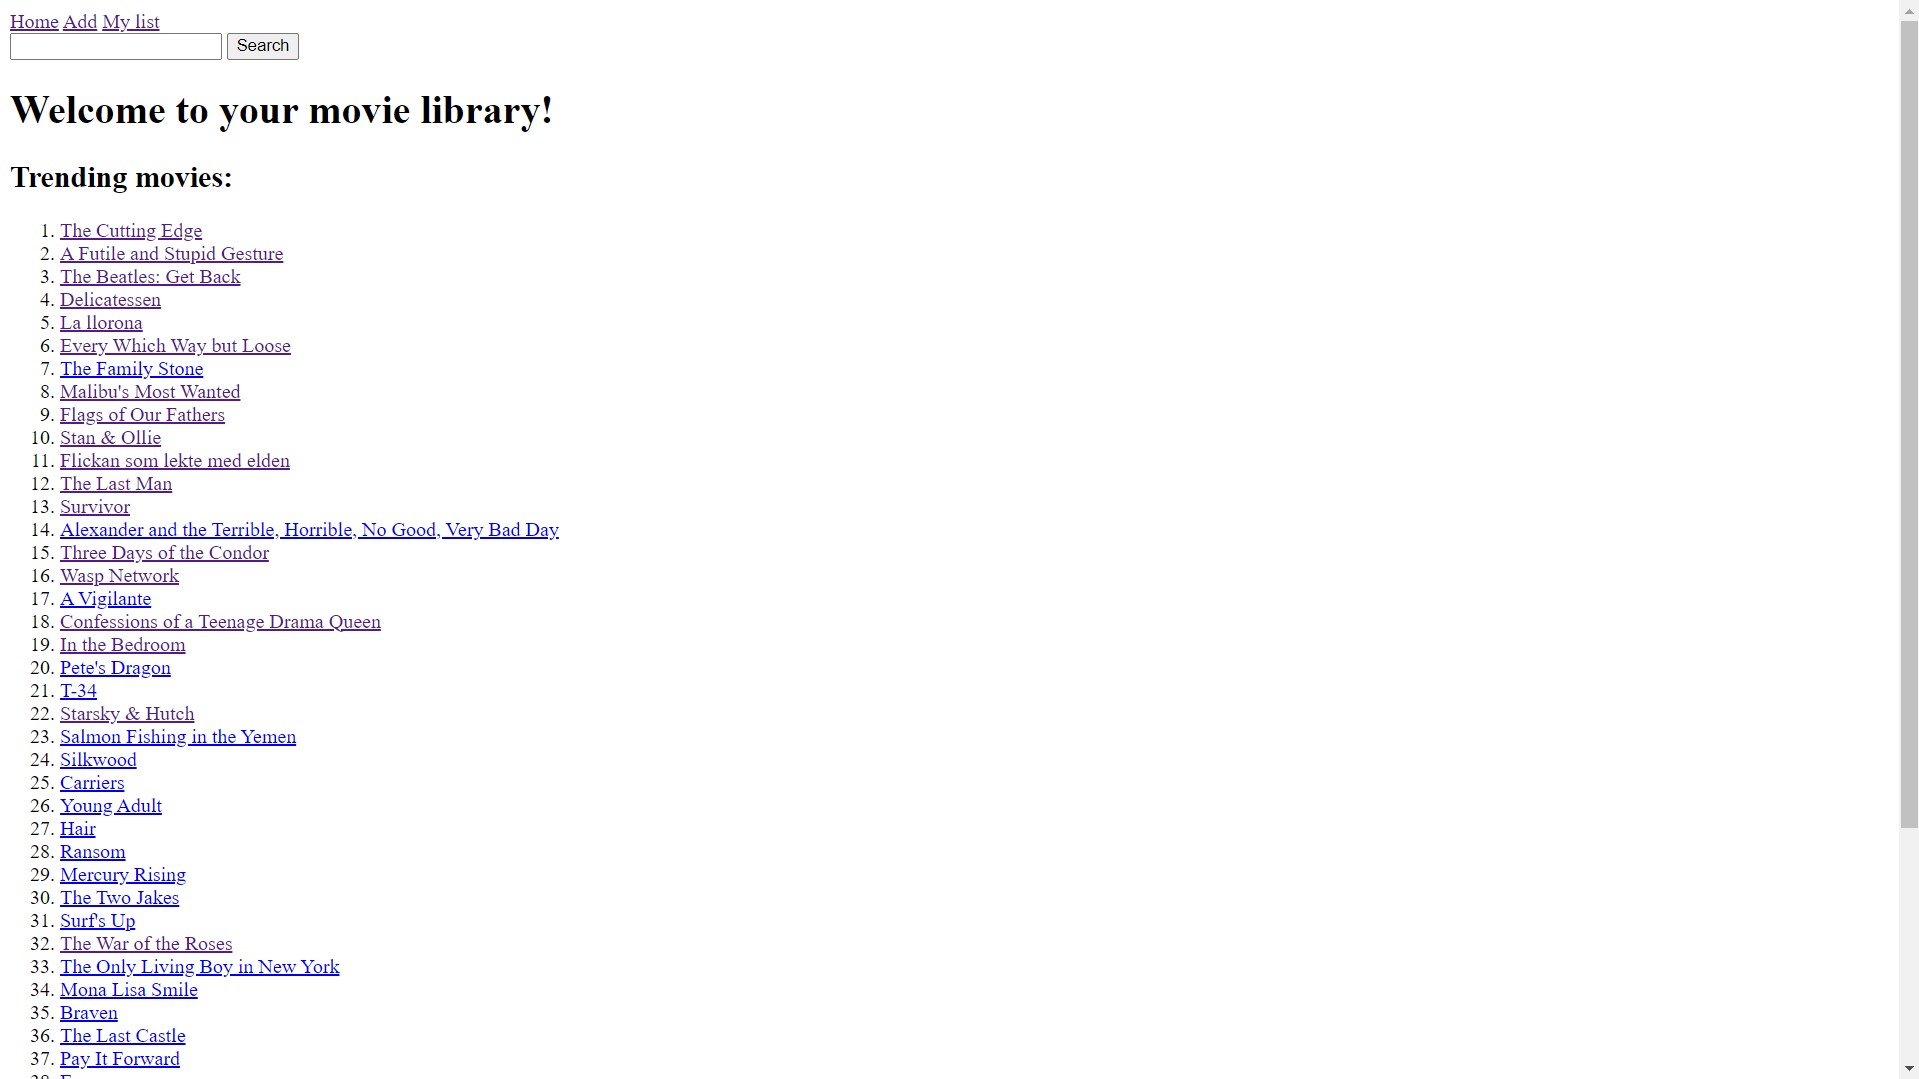 Home Add My list
Search
Welcome to your movie library!
Trending movies:
1. The Cutting Edge
2. A Futile and Stupid Gesture
3. The Beatles: Get Back
4. Delicatessen
5. La llorona
6. Every Which Way but Loose
7. The Family Stone
8. Malibu's Most Wanted
9. Flags of Our Fathers
10. Stan & Ollie
11. Flickan som lekte med elden
12. The Last Man
13. Survivor
14. Alexander and the Terrible, Horrible, No Good, Very Bad Day
15. Three Days of the Condor
16. Wasp Network
17. A Vigilante
18. Confessions of a Teenage Drama Queen
19. In the Bedroom
20. Pete's Dragon
21. T-34
22. Starsky & Hutch
23. Salmon Fishing in the Yemen
24. Silkwood
25. Carriers
26. Young Adult
27. Hair
28. Ransom
29. Mercury Rising
30. The Two Jakes
31. Surf's Up
32. The War of the Roses
33. The Only Living Boy in New York
34. Mona Lisa Smile
35. Braven
36. The Last Castle
37. Pay It Forward